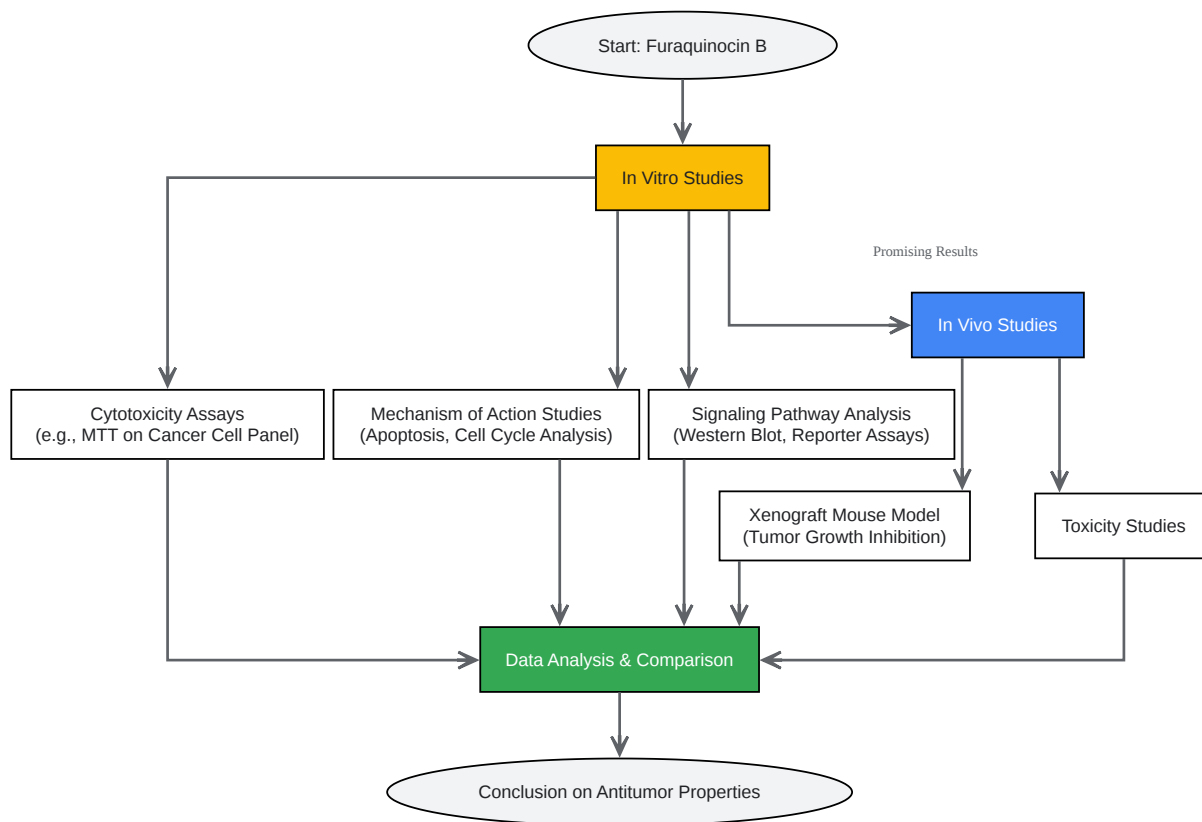 Start: Furaquinocin B
In Vitro Studies
Promising Results
In Vivo Studies
Cytotoxicity Assays
(e.g., MTT on Cancer Cell Panel)
Mechanism of Action Studies
(Apoptosis, Cell Cycle Analysis)
Signaling Pathway Analysis
(Western Blot, Reporter Assays)
Xenograft Mouse Model
(Tumor Growth Inhibition)
Toxicity Studies
Data Analysis & Comparison
Conclusion on Antitumor Properties